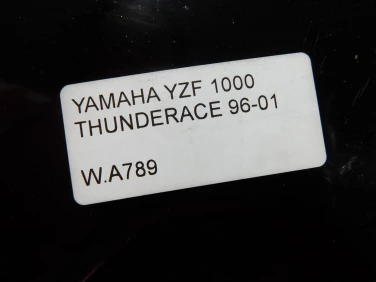 YAMAHA YZF 1000
THUNDERACE 96-01
W.A789